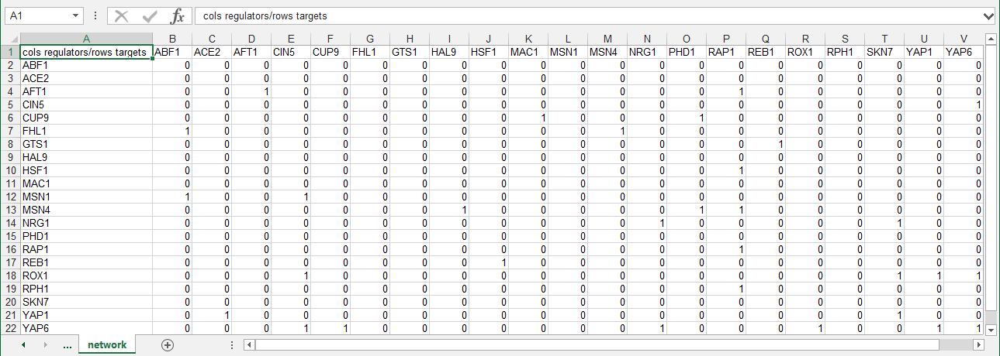 A1 fx cols regulators/rows targets
A B C D E F G H I J K L M N O P Q R S T U V
1 cols regulators/rows targets ABF1 ACE2 AFT1 CIN5 CUP9 FHL1 GTS1 HAL9 HSF1 MAC1 MSN1 MSN4 NRG1 PHD1 RAP1 REB1 ROX1 RPH1 SKN7 YAP1 YAP6
2 ABF1 0 0 0 0 0 0 0 0 0 0 0 0 0 0 0 0 0 0 0 0 0
3 ACE2 0 0 0 0 0 0 0 0 0 0 0 0 0 0 0 0 0 0 0 0 0
4 AFT1 0 0 1 0 0 0 0 0 0 0 0 0 0 0 1 0 0 0 0 0 0
5 CIN5 0 0 0 0 0 0 0 0 0 0 0 0 0 0 0 0 0 0 0 0 1
6 CUP9 0 0 0 0 0 0 0 0 0 1 0 0 0 1 0 0 0 0 0 0 0
7 FHL1 1 0 0 0 0 0 0 0 0 0 0 1 0 0 0 0 0 0 0 0 0
8 GTS1 0 0 0 0 0 0 0 0 0 0 0 0 0 0 0 1 0 0 0 0 0
9 HAL9 0 0 0 0 0 0 0 0 0 0 0 0 0 0 0 0 0 0 0 0 0
10 HSF1 0 0 0 0 0 0 0 0 0 0 0 0 0 0 1 0 0 0 0 0 0
11 MAC1 0 0 0 0 0 0 0 0 0 0 0 0 0 0 0 0 0 0 0 0 0
12 MSN1 1 0 0 1 0 0 0 0 0 0 0 0 0 0 0 0 0 0 0 0 0
13 MSN4 0 0 0 0 0 0 0 1 0 0 0 0 0 1 1 0 0 0 0 0 0
14 NRG1 0 0 0 0 0 0 0 0 0 0 0 0 1 0 0 0 0 0 1 0 0
15 PHD1 0 0 0 0 0 0 0 0 0 0 0 0 0 0 0 0 0 0 0 0 0
16 RAP1 0 0 0 0 0 0 0 0 0 0 0 0 0 0 1 0 0 0 0 0 0
17 REB1 0 0 0 0 0 0 0 0 1 0 0 0 0 0 0 0 0 0 0 0 0
18 ROX1 0 0 0 1 0 0 0 0 0 0 0 0 0 0 0 0 0 0 1 1 1
19 RPH1 0 0 0 0 0 0 0 0 0 0 0 0 0 0 1 0 0 0 0 0 0
20 SKN7 0 0 0 0 0 0 0 0 0 0 0 0 0 0 0 0 0 0 0 0 0
21 YAP1 0 1 0 0 0 0 0 0 0 0 0 0 0 0 0 0 0 0 1 0 0
22 YAP6 0 0 0 1 1 0 0 0 0 0 0 0 1 0 0 0 1 0 0 1 1
... network